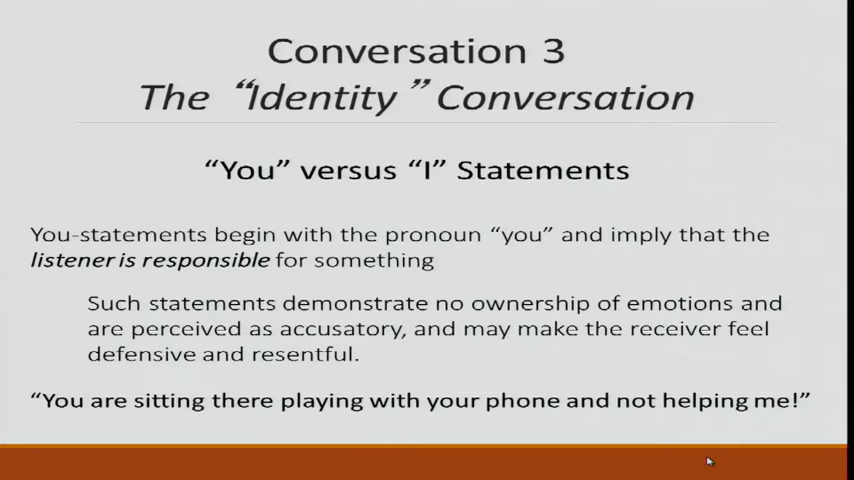 Conversation 3
The “Identity” Conversation
“You” versus “I” Statements
You-statements begin with the pronoun “you” and imply that the
listener is responsible for something
Such statements demonstrate no ownership of emotions and
are perceived as accusatory, and may make the receiver feel
defensive and resentful.
“You are sitting there playing with your phone and not helping me!”